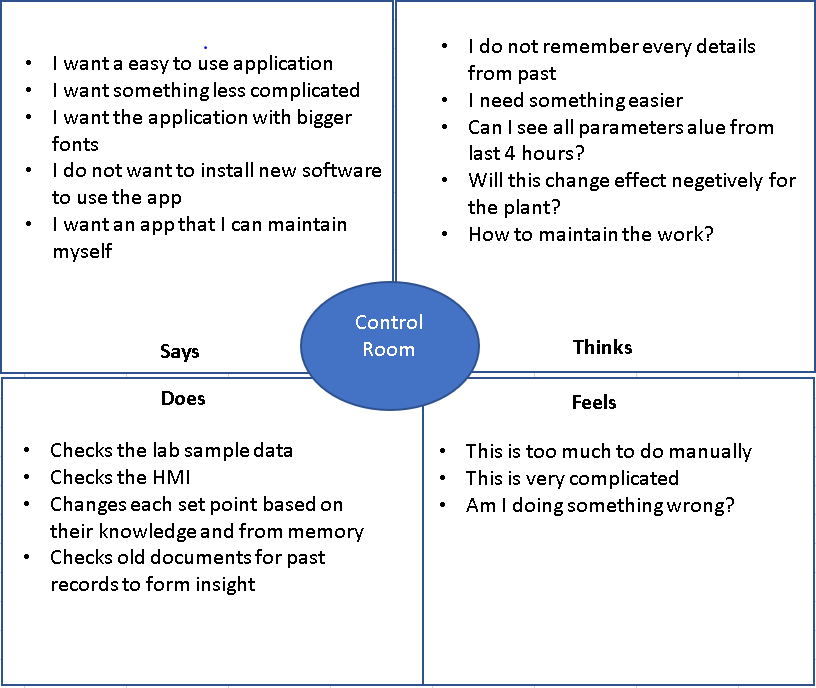 • I want a easy to use application
• I want something less complicated
• I want the application with bigger
fonts
• I do not want to install new software
to use the app
• I want an app that I can maintain
myself
Says
• I do not remember every details
from past
• I need something easier
• Can I see all parameters alue from
last 4 hours?
• Will this change effect negetively for
the plant?
• How to maintain the work?
Thinks
Control
Room
Does
• Checks the lab sample data
• Checks the HMI
• Changes each set point based on
their knowledge and from memory
• Checks old documents for past
records to form insight
Feels
• This is too much to do manually
• This is very complicated
• Am I doing something wrong?